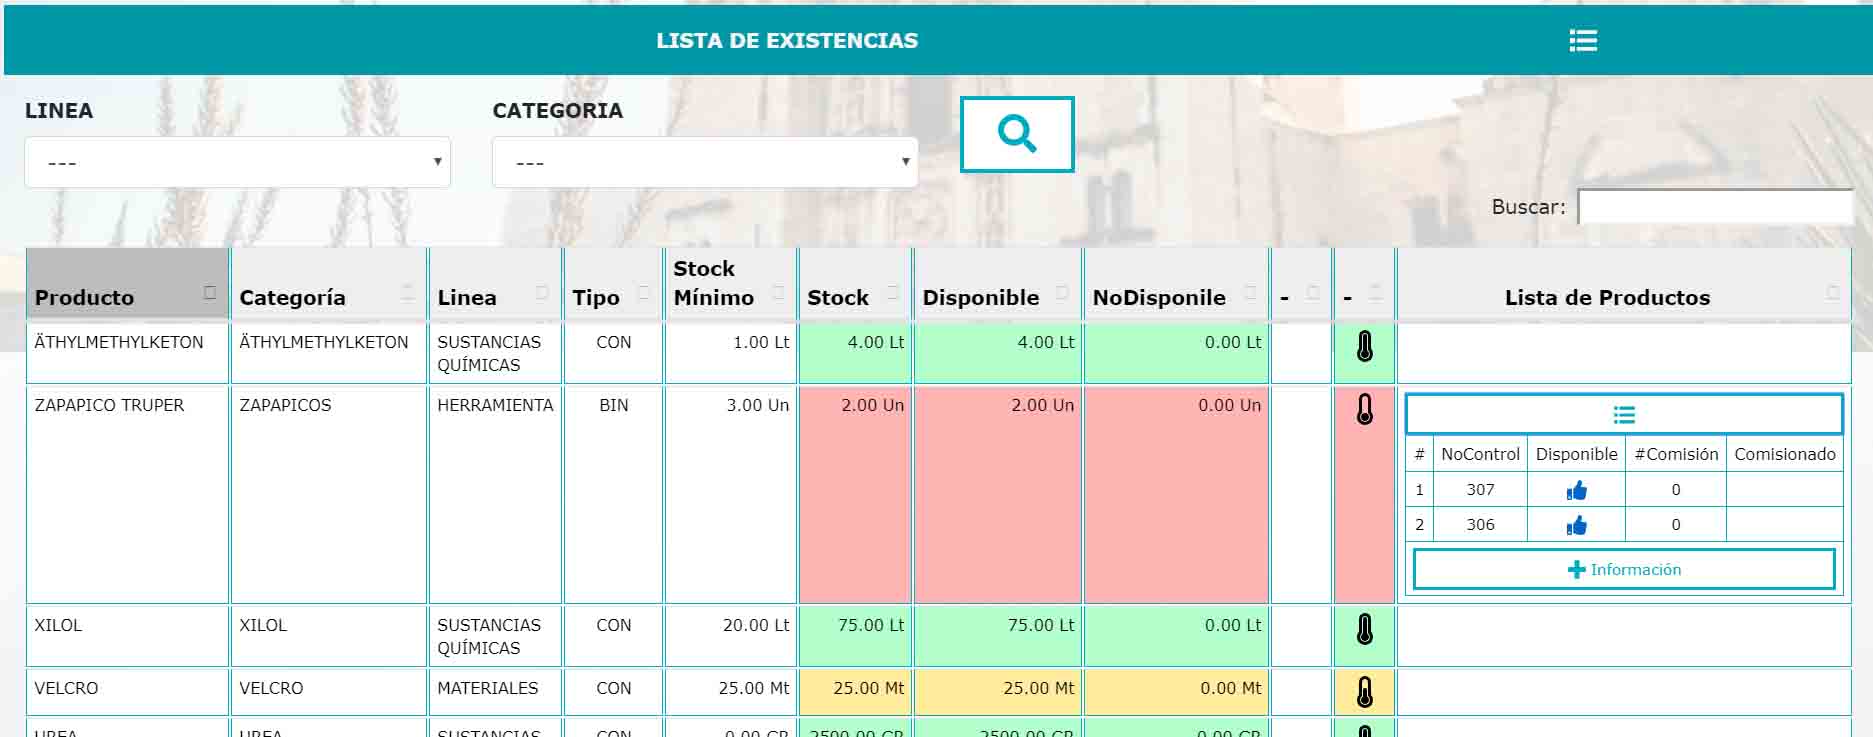 LISTA DE EXISTENCIAS
LINEA
CATEGORIA
---
---
Buscar:
Producto Categoría Linea Tipo Stock Mínimo Stock Disponible NoDisponile - - Lista de Productos
ÄTHYLMETHYLKETON ÄTHYLMETHYLKETON SUSTANCIAS QUÍMICAS CON 1.00 Lt 4.00 Lt 4.00 Lt 0.00 Lt
ZAPAPICO TRUPER ZAPAPICOS HERRAMIENTA BIN 3.00 Un 2.00 Un 2.00 Un 0.00 Un
# NoControl Disponible #Comisión Comisionado
1 307 0
2 306 0
Información
XILOL XILOL SUSTANCIAS QUÍMICAS CON 20.00 Lt 75.00 Lt 75.00 Lt 0.00 Lt
VELCRO VELCRO MATERIALES CON 25.00 Mt 25.00 Mt 25.00 Mt 0.00 Mt
UREA UREA SUSTANCIAS CON 0.00 GR 2500.00 GR 2500.00 GR 0.00 GR